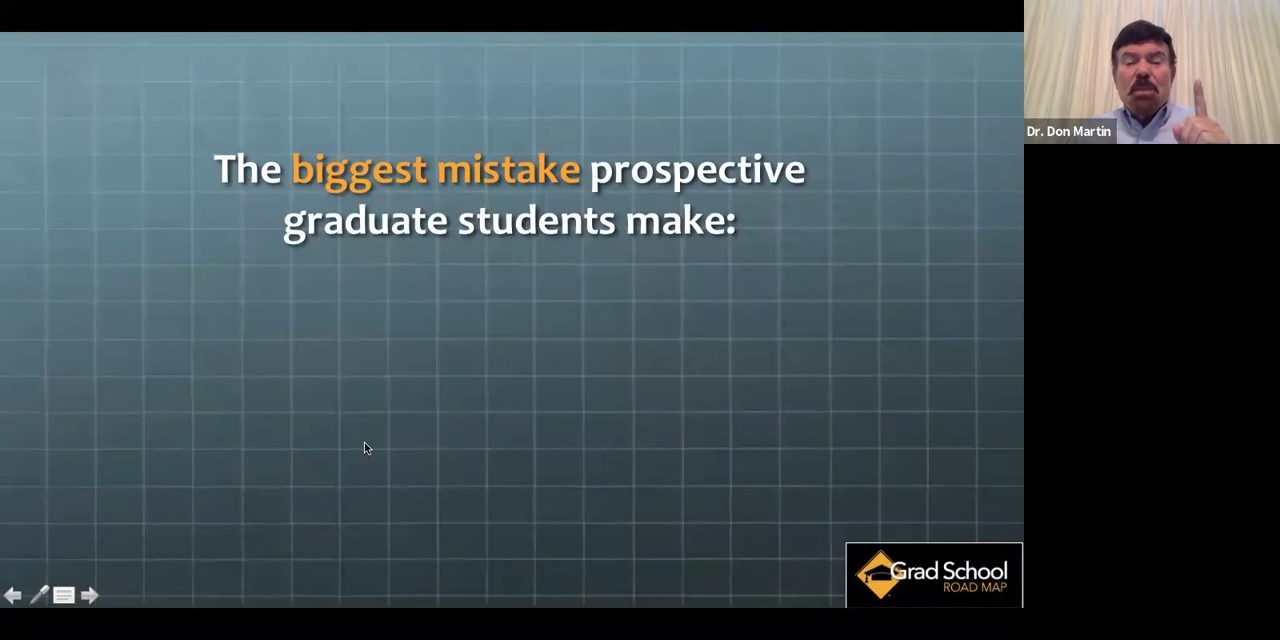 The biggest mistake prospective
graduate students make:
Dr. Don Martin
Grad School
ROAD MAP